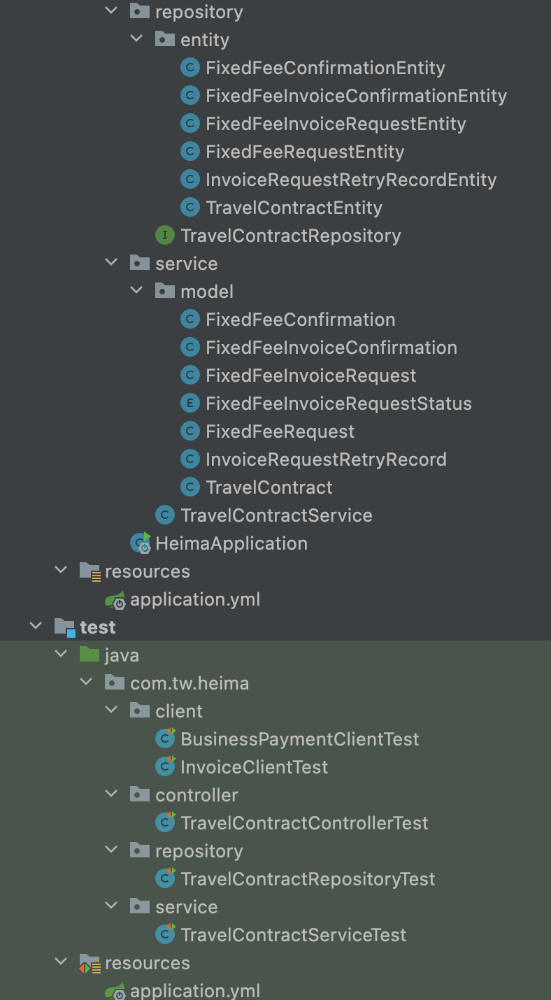 repository
entity
FixedFeeConfirmationEntity
FixedFeeInvoiceConfirmationEntity
FixedFeeInvoiceRequestEntity
FixedFeeRequestEntity
InvoiceRequestRetryRecordEntity
TravelContractEntity
TravelContractRepository
service
model
FixedFeeConfirmation
FixedFeeInvoiceConfirmation
FixedFeeInvoiceRequest
FixedFeeInvoiceRequestStatus
FixedFeeRequest
InvoiceRequestRetryRecord
TravelContract
TravelContractService
HeimaApplication
resources
application.yml
test
java
com.tw.heima
client
BusinessPaymentClientTest
InvoiceClientTest
controller
TravelContractControllerTest
repository
TravelContractRepositoryTest
service
TravelContractServiceTest
resources
application.yml